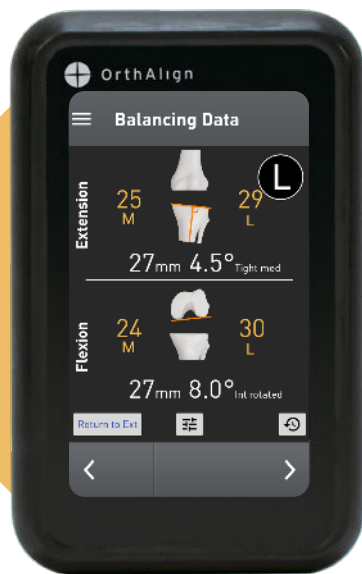 OrthAlign
Balancing Data
L
Extension
25 29
M L
27mm 4.5° Tight med
Flexion
24 30
M L
27mm 8.0° Int rotated
Return to Ext